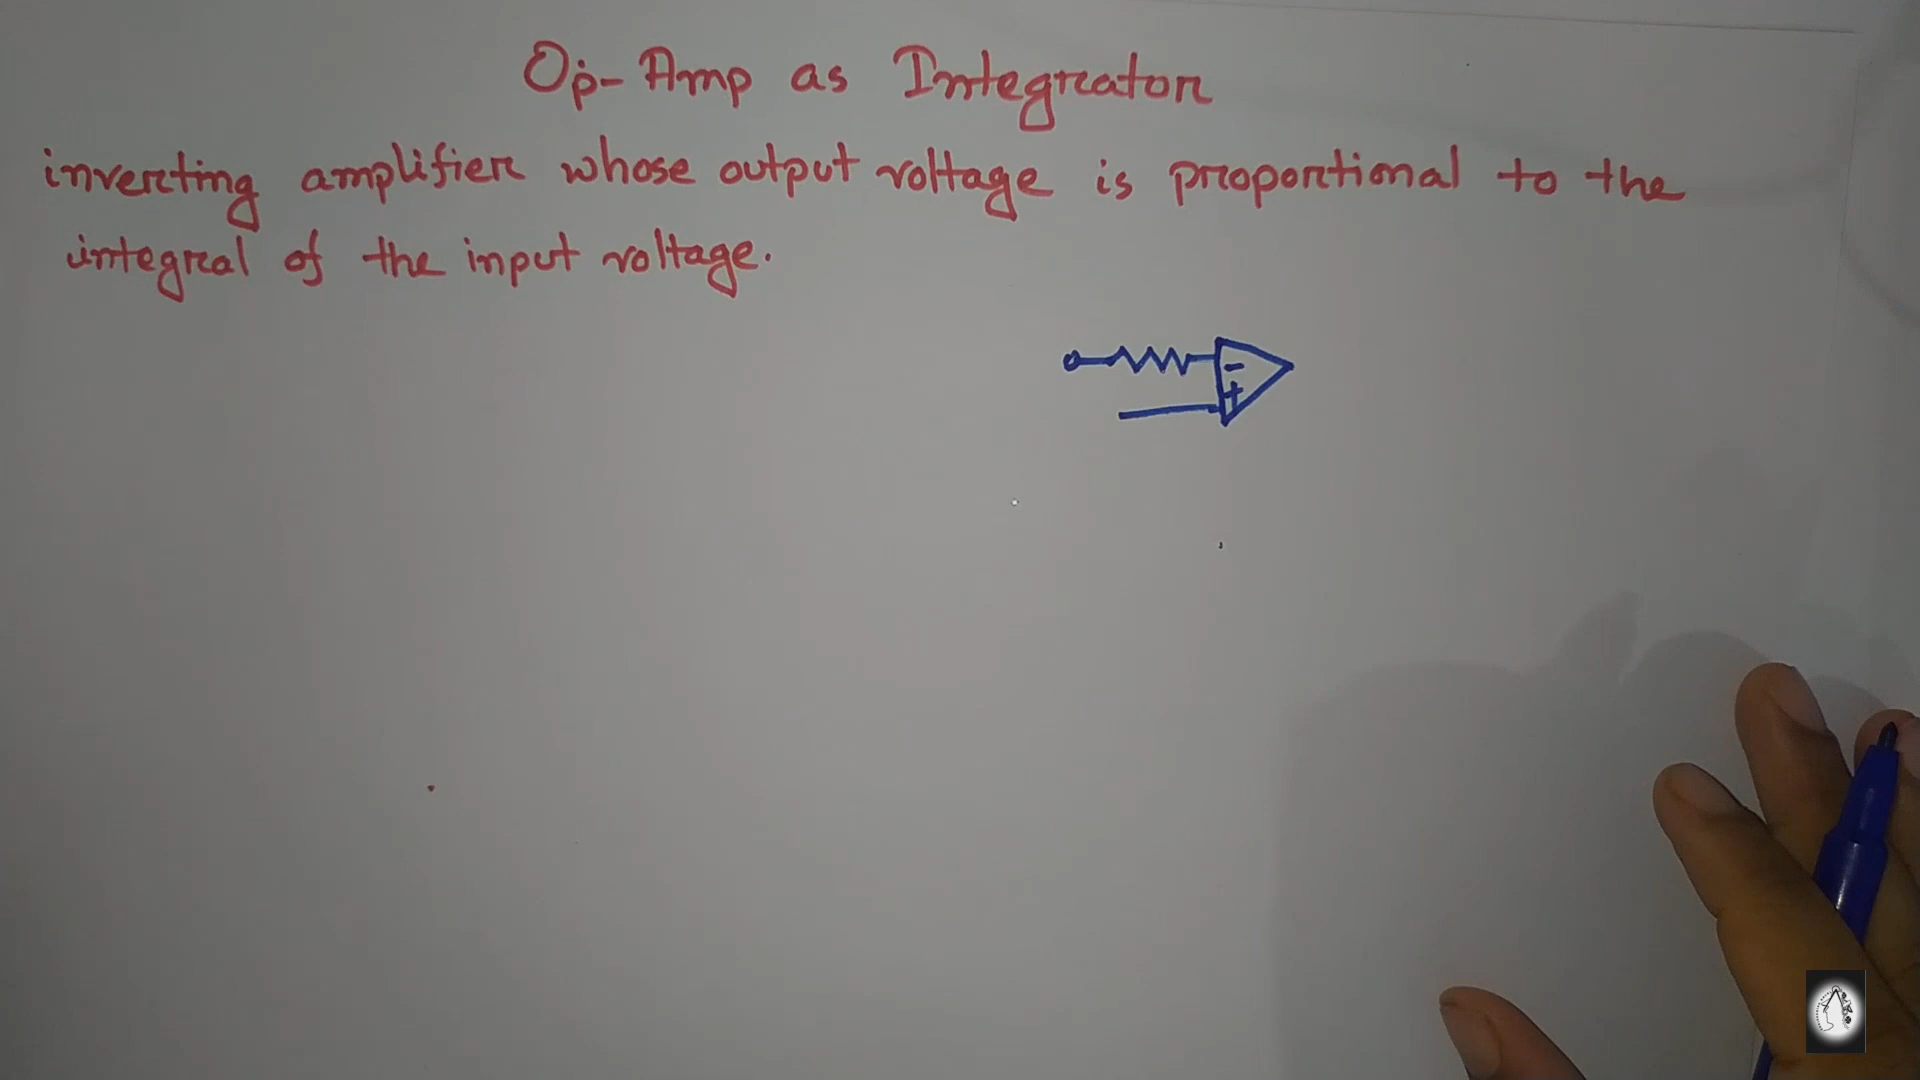 Op-Amp as Integrator
inverting amplifier whose output voltage is proportional to the
integral of the input voltage.
-
+